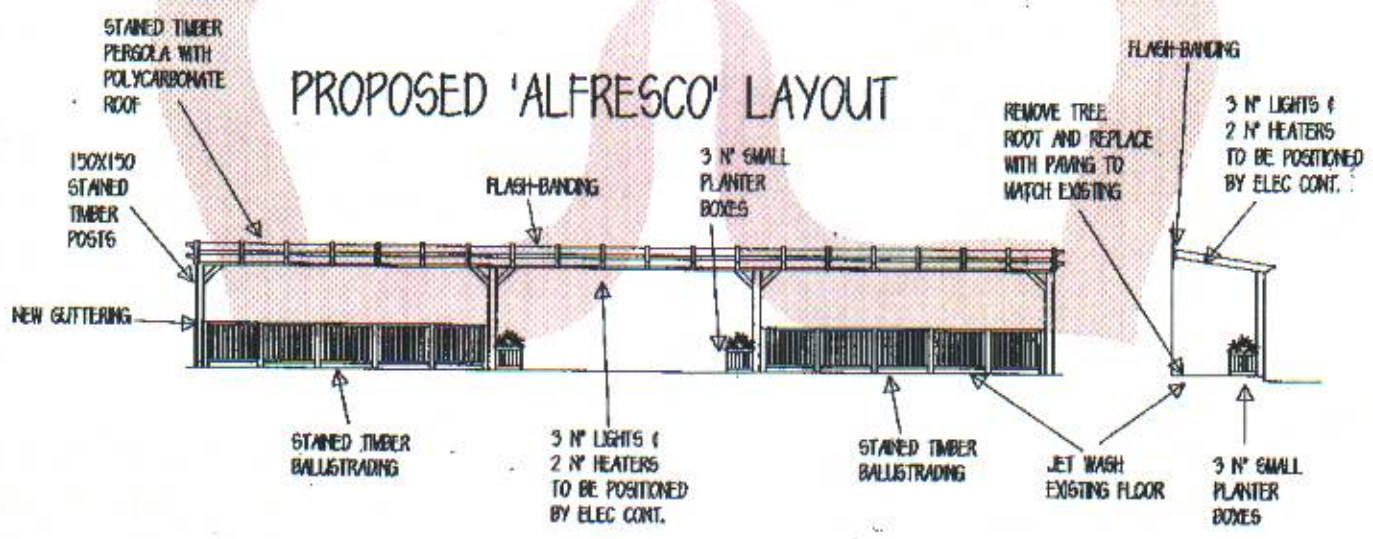 STAINED TIMBER
PERGOLA WITH
POLYCARBONATE
ROOF
PROPOSED 'ALFRESCO' LAYOUT
FLASH-BANDING
REMOVE TREE
ROOT AND REPLACE
WITH PAVING TO
MATCH EXISTING
3 N° LIGHTS &
2 N° HEATERS
TO BE POSITIONED
BY ELEC CONT.
150X150
STAINED
TIMBER
POSTS
FLASH-BANDING
3 N° SMALL
PLANTER
BOXES
NEW GUTTERING
STAINED TIMBER
BALLUSTRADING
3 N° LIGHTS &
2 N° HEATERS
TO BE POSITIONED
BY ELEC CONT.
STAINED TIMBER
BALLUSTRADING
JET WASH
EXISTING FLOOR
3 N° SMALL
PLANTER
BOXES